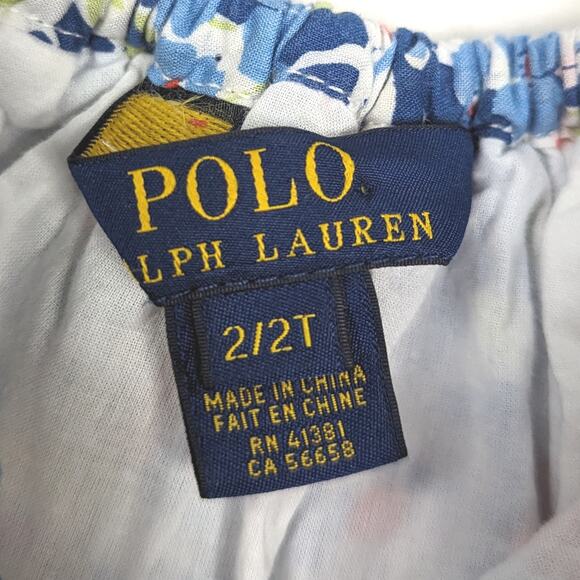 POLO
LPH LAUREN
2/2T
MADE IN CHINA
FAIT EN CHINE
RN 41381
CA 56658